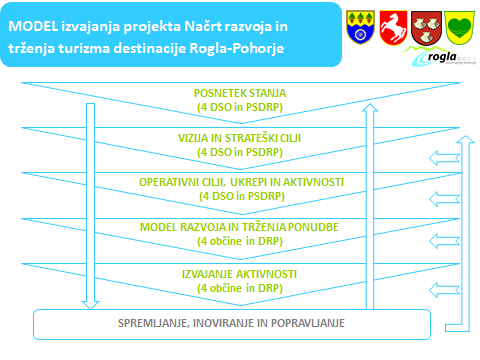 MODEL izvajanja projekta Načrt razvoja in
trženja turizma destinacije Rogla-Pohorje
rogla
POSNETEK STANJA
(4 DSO in PSDRP)
VIZIJA IN STRATEŠKI CILJI
(4 DSO in PSDRP)
OPERATIVNI CILJI, UKREPI IN AKTIVNOSTI
(4 DSO in PSDRP)
MODEL RAZVOJA IN TRŽENJA PONUDBE
(4 občine in DRP)
IZVAJANJE AKTIVNOSTI
(4 občine in DRP)
SPREMLJANJE, INOVIRANJE IN POPRAVLJANJE